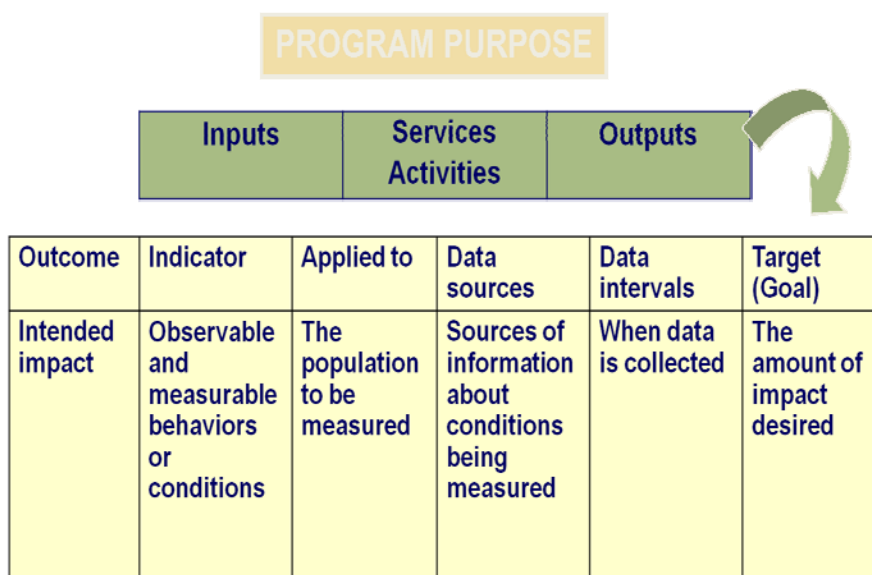 PROGRAM PURPOSE
Inputs
Services
Activities
Outputs
Outcome
Indicator
Applied to
Data
sources
Data
intervals
Target
(Goal)
Intended
impact
Observable
and
measurable
behaviors
or
conditions
The
population
to be
measured
Sources of
information
about
conditions
being
measured
When data
is collected
The
amount of
impact
desired